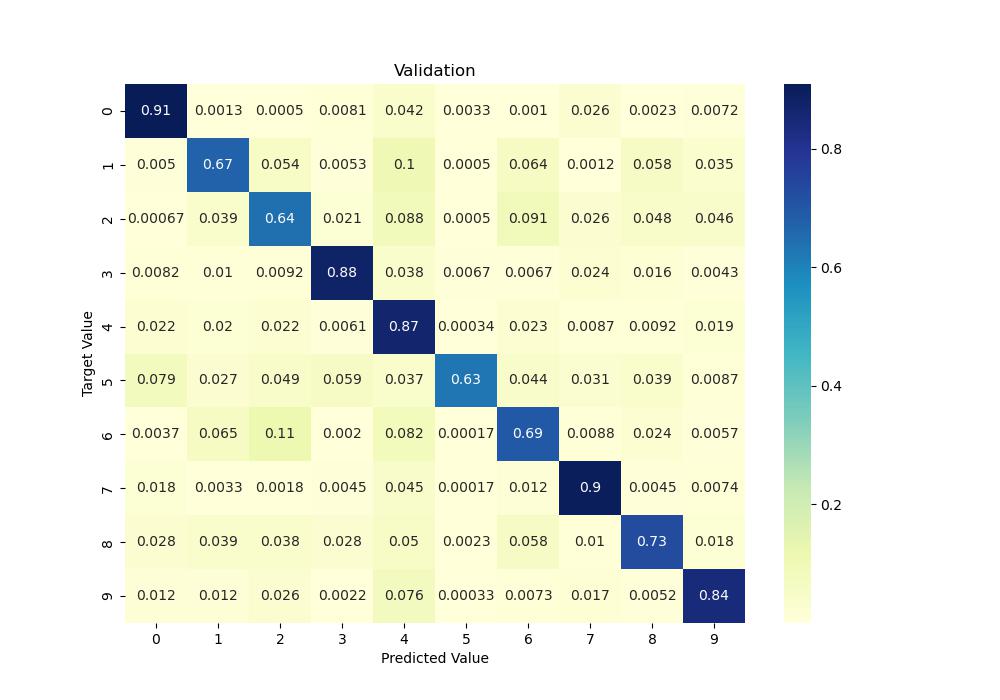 Validation
0 0.91 0.0013 0.0005 0.0081 0.042 0.0033 0.001 0.026 0.0023 0.0072
1 0.005 0.67 0.054 0.0053 0.1 0.0005 0.064 0.0012 0.058 0.035
2 0.00067 0.039 0.64 0.021 0.088 0.0005 0.091 0.026 0.048 0.046
3 0.0082 0.01 0.0092 0.88 0.038 0.0067 0.0067 0.024 0.016 0.0043
4 0.022 0.02 0.022 0.0061 0.87 0.00034 0.023 0.0087 0.0092 0.019
5 0.079 0.027 0.049 0.059 0.037 0.63 0.044 0.031 0.039 0.0087
6 0.0037 0.065 0.11 0.002 0.082 0.00017 0.69 0.0088 0.024 0.0057
7 0.018 0.0033 0.0018 0.0045 0.045 0.00017 0.012 0.9 0.0045 0.0074
8 0.028 0.039 0.038 0.028 0.05 0.0023 0.058 0.01 0.73 0.018
9 0.012 0.012 0.026 0.0022 0.076 0.00033 0.0073 0.017 0.0052 0.84
0 1 2 3 4 5 6 7 8 9
Predicted Value
Target Value
0.8
0.6
0.4
0.2